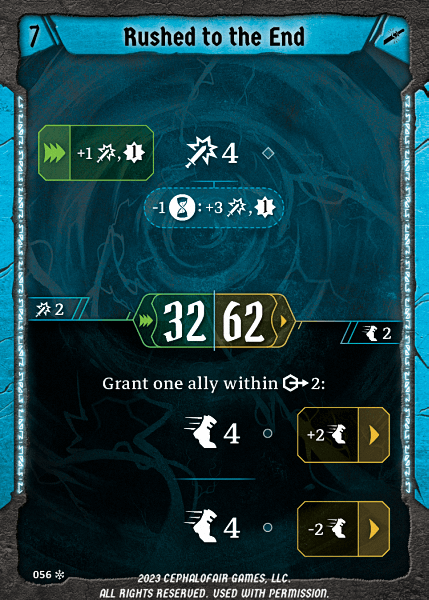 7 Rushed to the End
+1 , 4
-1 : +3 ,
2 32 62 2
Grant one ally within 2:
4 +2
4 -2
056
2023 CEPHALOFAIR GAMES, LLC.
ALL RIGHTS RESERVED. USED WITH PERMISSION.